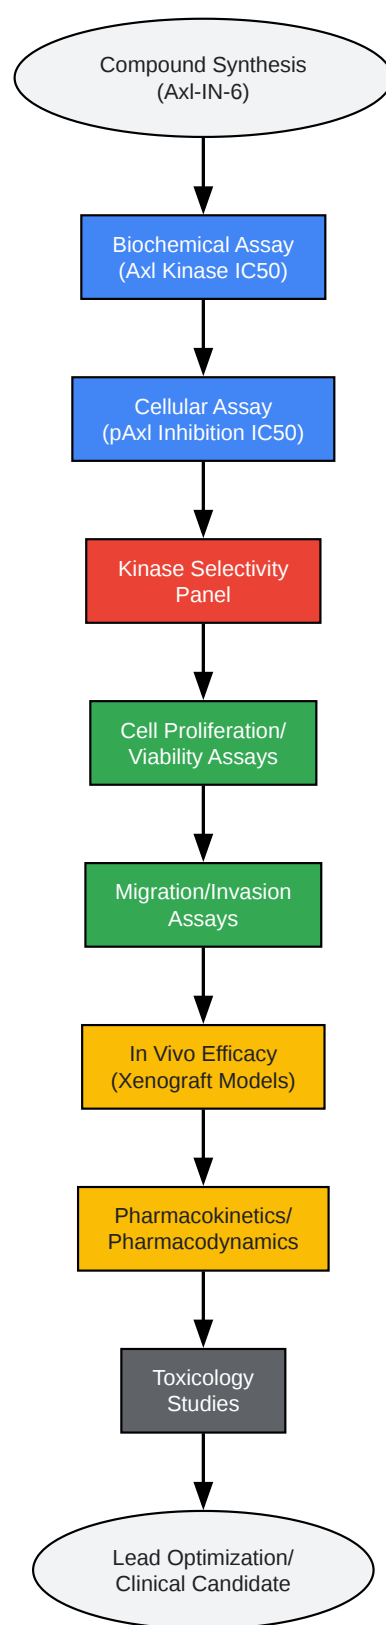 Compound Synthesis
(Axl-IN-6)
Biochemical Assay
(Axl Kinase IC50)
Cellular Assay
(pAxl Inhibition IC50)
Kinase Selectivity
Panel
Cell Proliferation/
Viability Assays
Migration/Invasion
Assays
In Vivo Efficacy
(Xenograft Models)
Pharmacokinetics/
Pharmacodynamics
Toxicology
Studies
Lead Optimization/
Clinical Candidate